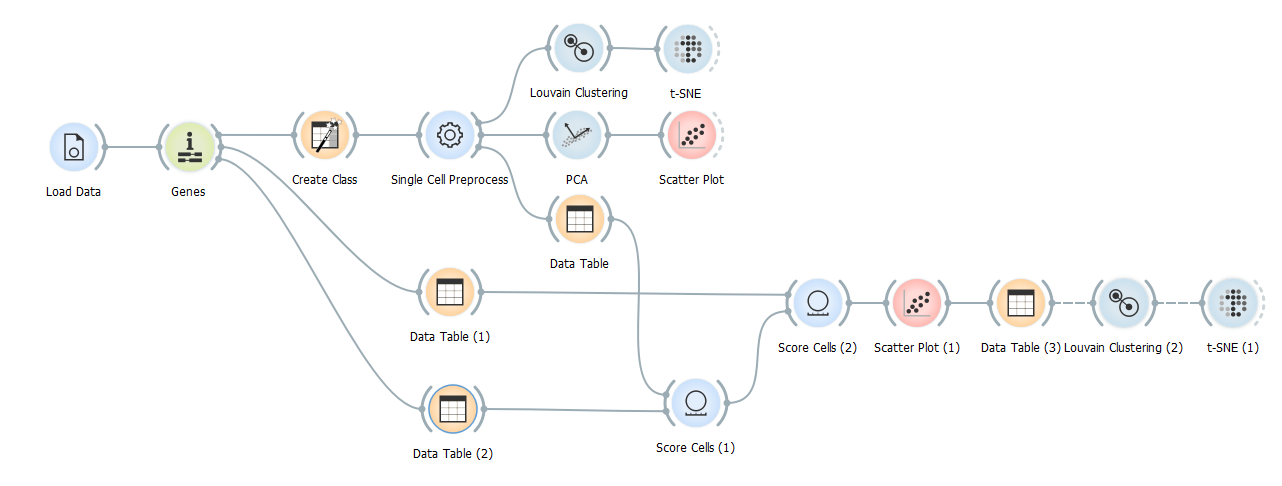 Louvain Clustering
t-SNE
Load Data
Genes
Create Class
Single Cell Preprocess
PCA
Scatter Plot
Data Table
Data Table (1)
Score Cells (2)
Scatter Plot (1)
Data Table (3)
Louvain Clustering (2)
t-SNE (1)
Data Table (2)
Score Cells (1)